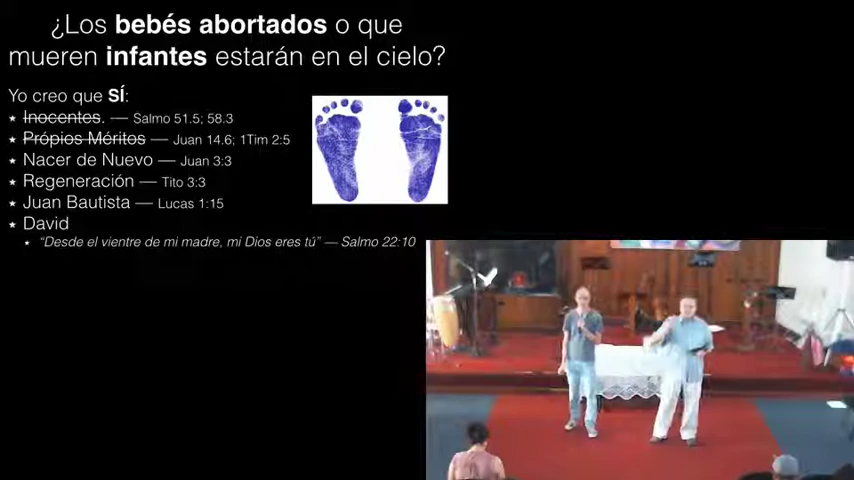 ¿Los bebés abortados o que
mueren infantes estarán en el cielo?
Yo creo que SÍ:
★ Inocentes. — Salmo 51.5; 58.3
★ Própios Méritos — Juan 14.6; 1Tim 2:5
★ Nacer de Nuevo — Juan 3:3
★ Regeneración — Tito 3:3
★ Juan Bautista — Lucas 1:15
★ David
★ “Desde el vientre de mi madre, mi Dios eres tú” — Salmo 22:10